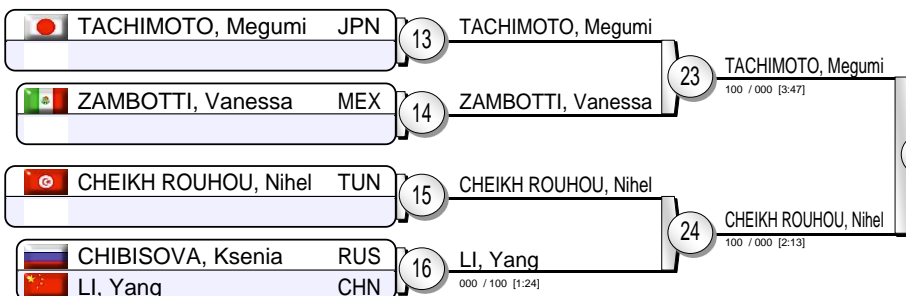 TACHIMOTO, Megumi JPN
13
TACHIMOTO, Megumi
23
TACHIMOTO, Megumi
100 / 000 [3:47]
ZAMBOTTI, Vanessa MEX
14
ZAMBOTTI, Vanessa
CHEIKH ROUHOU, Nihel TUN
15
CHEIKH ROUHOU, Nihel
24
CHEIKH ROUHOU, Nihel
100 / 000 [2:13]
CHIBISOVA, Ksenia RUS
16
LI, Yang
000 / 100 [1:24]
LI, Yang CHN